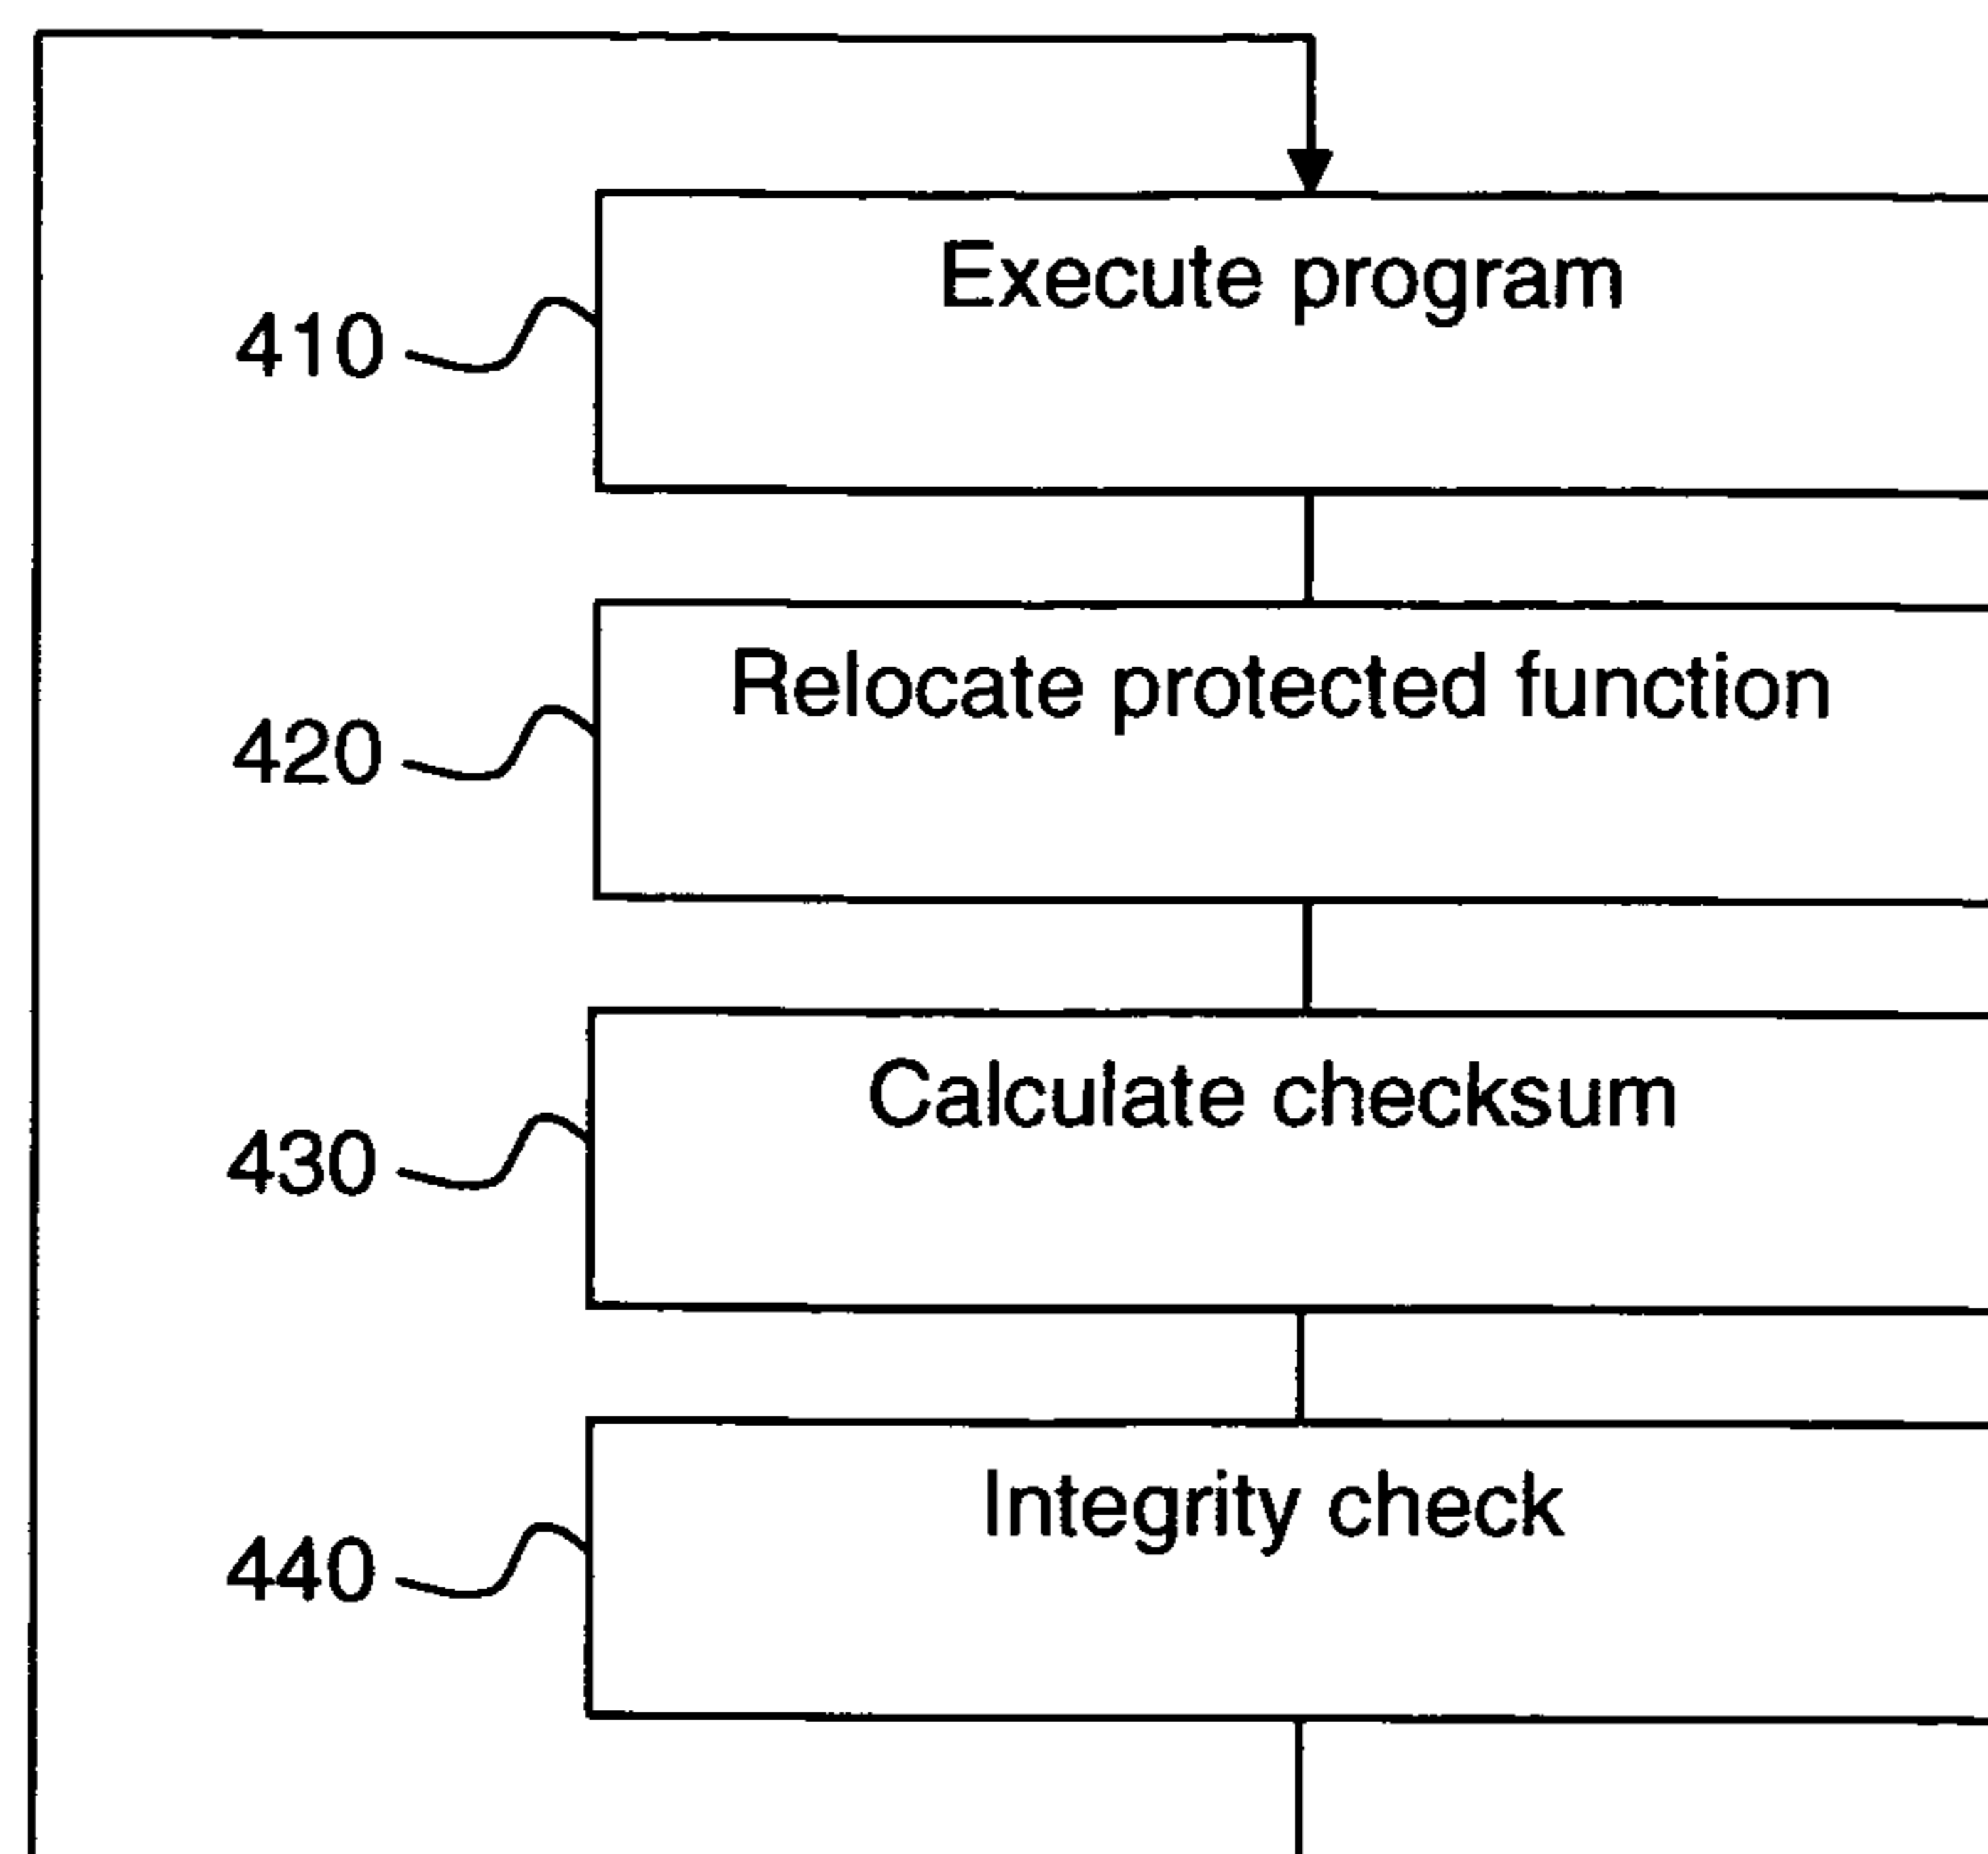 Execute program
410
Relocate protected function
420
Calculate checksum
430
Integrity check
440